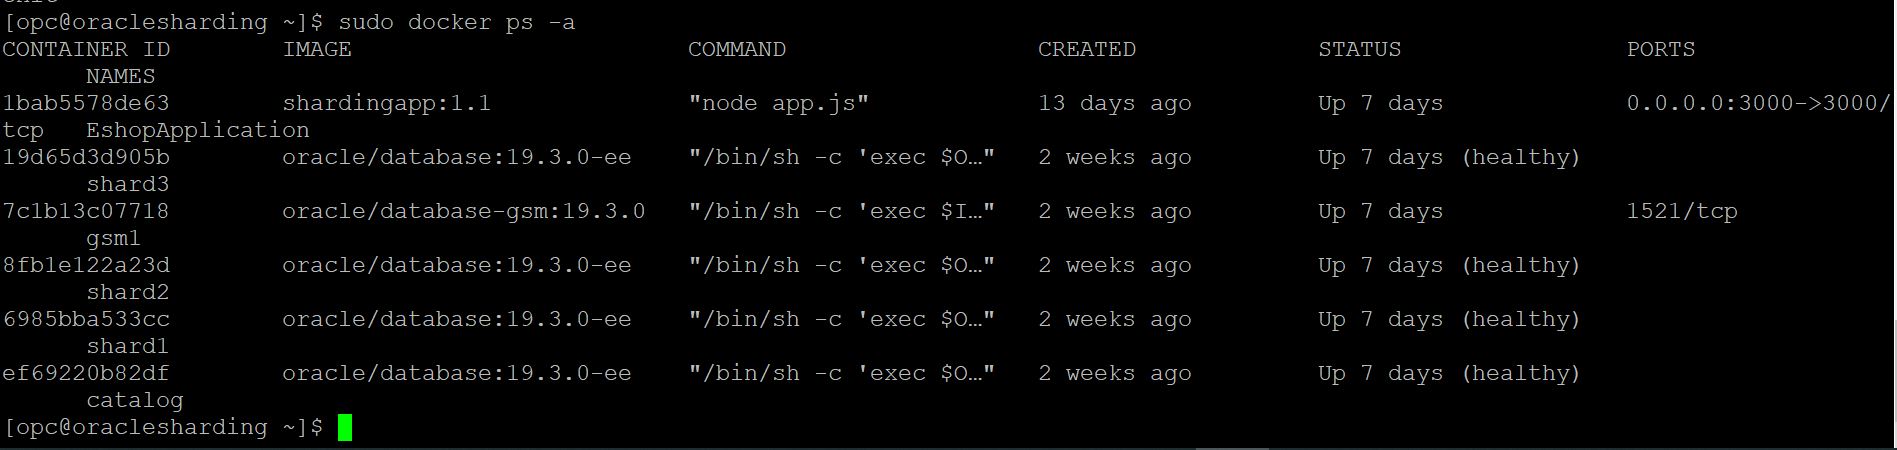 [opc@oraclesharding ~]$ sudo docker ps -a
CONTAINER ID        IMAGE                        COMMAND                  CREATED             STATUS                PORTS
      NAMES
1bab5578de63        shardingapp:1.1              "node app.js"            13 days ago         Up 7 days             0.0.0.0:3000->3000/
tcp   EshopApplication
19d65d3d905b        oracle/database:19.3.0-ee    "/bin/sh -c 'exec $O…"   2 weeks ago         Up 7 days (healthy)
      shard3
7c1b13c07718        oracle/database-gsm:19.3.0   "/bin/sh -c 'exec $I…"   2 weeks ago         Up 7 days             1521/tcp
      gsm1
8fb1e122a23d        oracle/database:19.3.0-ee    "/bin/sh -c 'exec $O…"   2 weeks ago         Up 7 days (healthy)
      shard2
6985bba533cc        oracle/database:19.3.0-ee    "/bin/sh -c 'exec $O…"   2 weeks ago         Up 7 days (healthy)
      shard1
ef69220b82df        oracle/database:19.3.0-ee    "/bin/sh -c 'exec $O…"   2 weeks ago         Up 7 days (healthy)
      catalog
[opc@oraclesharding ~]$